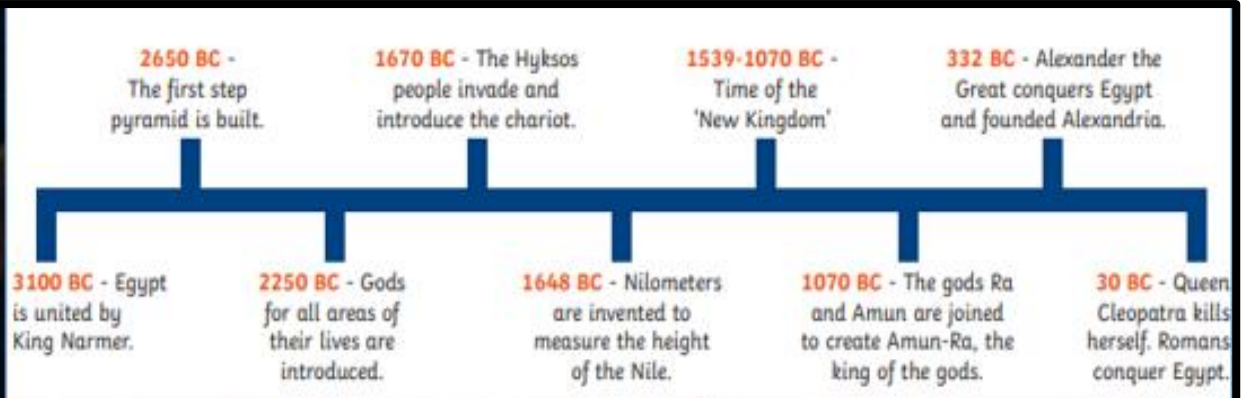 2650 BC -
The first step
pyramid is built.
1670 BC - The Hyksos
people invade and
introduce the chariot.
1539-1070 BC -
Time of the
'New Kingdom'
332 BC - Alexander the
Great conquers Egypt
and founded Alexandria.
3100 BC - Egypt
is united by
King Narmer.
2250 BC - Gods
for all areas of
their lives are
introduced.
1648 BC - Nilometers
are invented to
measure the height
of the Nile.
1070 BC - The gods Ra
and Amun are joined
to create Amun-Ra, the
king of the gods.
30 BC - Queen
Cleopatra kills
herself. Romans
conquer Egypt.